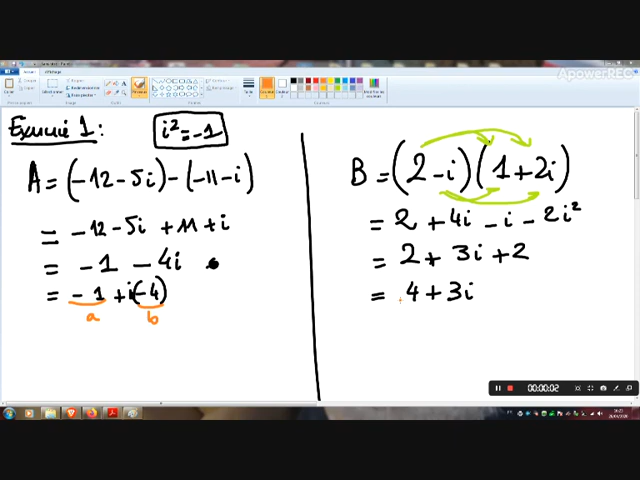 ApowerREC
Exercice 1:
i² = -1
A = (-12 - 5i) - (-11 - i)
= -12 - 5i + 11 + i
= -1 - 4i
= -1 + i(-4)
a b
B = (2 - i)(1 + 2i)
= 2 + 4i - i - 2i²
= 2 + 3i + 2
= 4 + 3i
00:00:02